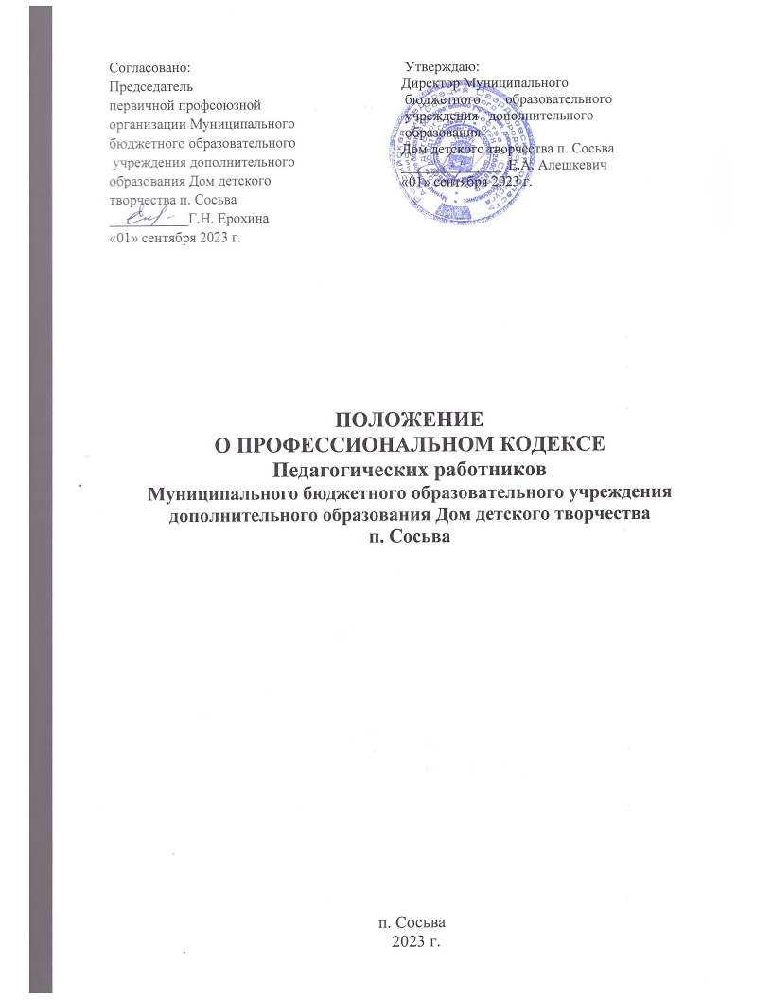 Согласовано:
Председатель
первичной профсоюзной
организации Муниципального
бюджетного образовательного
учреждения дополнительного
образования Дом детского
творчества п. Сосьва
____________Г.Н. Ерохина
«01» сентября 2023 г.
Утверждаю:
Директор Муниципального
бюджетного образовательного
учреждения дополнительного
образования
Дом детского творчества п. Сосьва
Е.А. Алешкевич
«01» сентября 2023 г.
ПОЛОЖЕНИЕ
О ПРОФЕССИОНАЛЬНОМ КОДЕКСЕ
Педагогических работников
Муниципального бюджетного образовательного учреждения
дополнительного образования Дом детского творчества
п. Сосьва
п. Сосьва
2023 г.